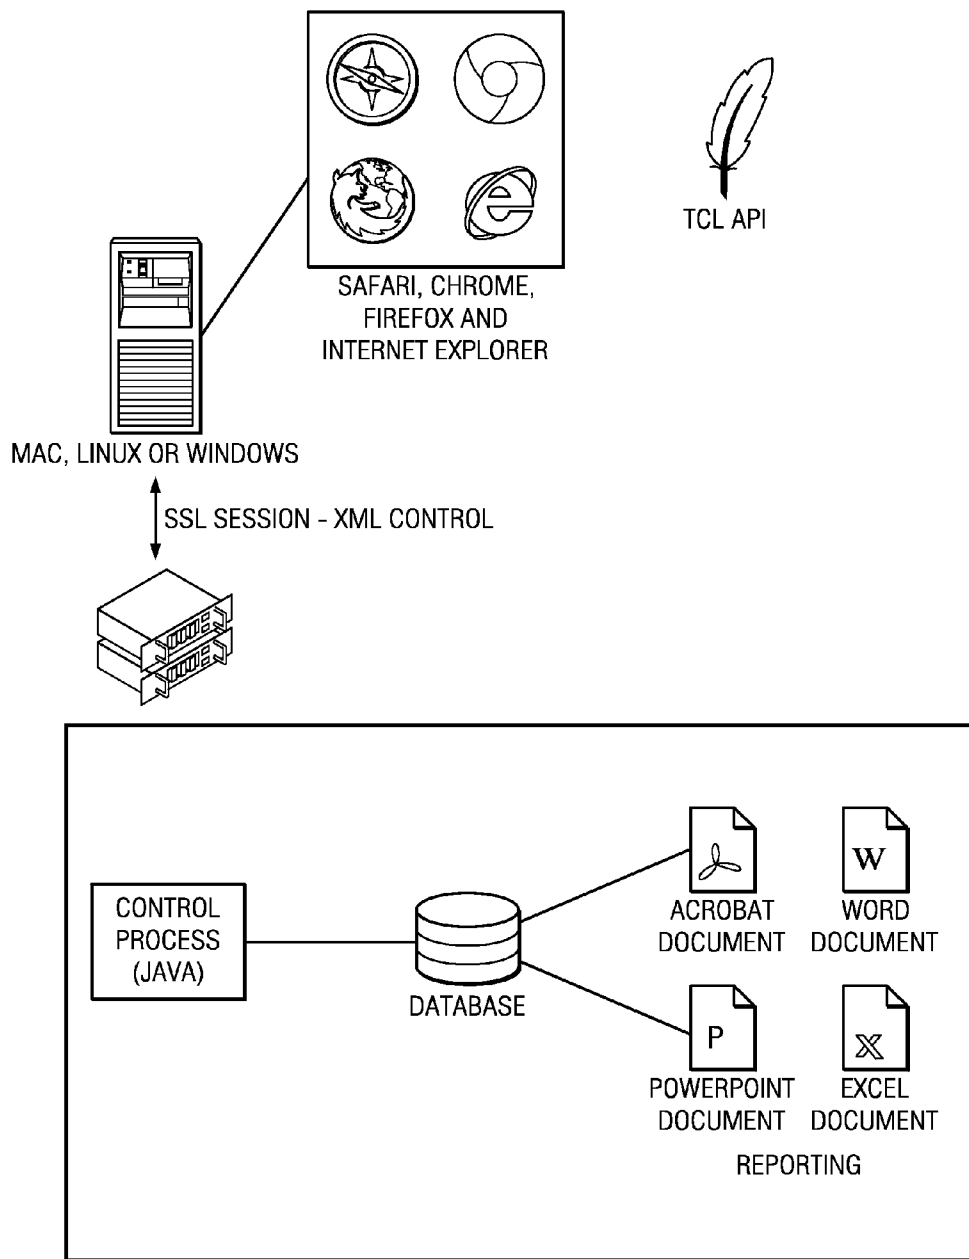 TCL API
SAFARI, CHROME,
FIREFOX AND
INTERNET EXPLORER
MAC, LINUX OR WINDOWS
SSL SESSION - XML CONTROL
CONTROL
PROCESS
(JAVA)
DATABASE
ACROBAT
DOCUMENT
W
WORD
DOCUMENT
P
POWERPOINT
DOCUMENT
X
EXCEL
DOCUMENT
REPORTING